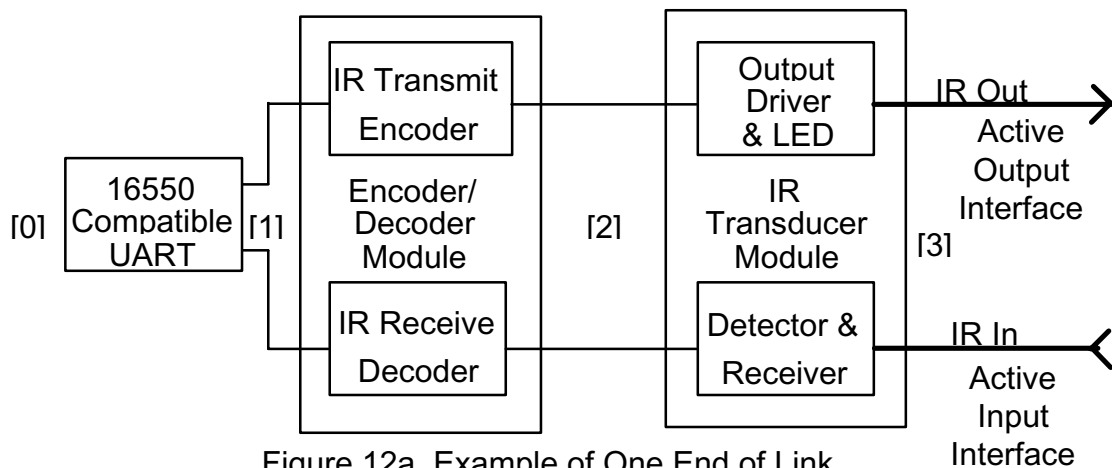 IR Transmit
Encoder
Output
Driver
& LED
IR Out
Active
Output
Interface
[0]
16550
Compatible
UART
[1]
Encoder/
Decoder
Module
[2]
IR
Transducer
Module
[3]
IR Receive
Decoder
Detector &
Receiver
IR In
Active
Input
Interface
Figure 12a. Example of One End of Link